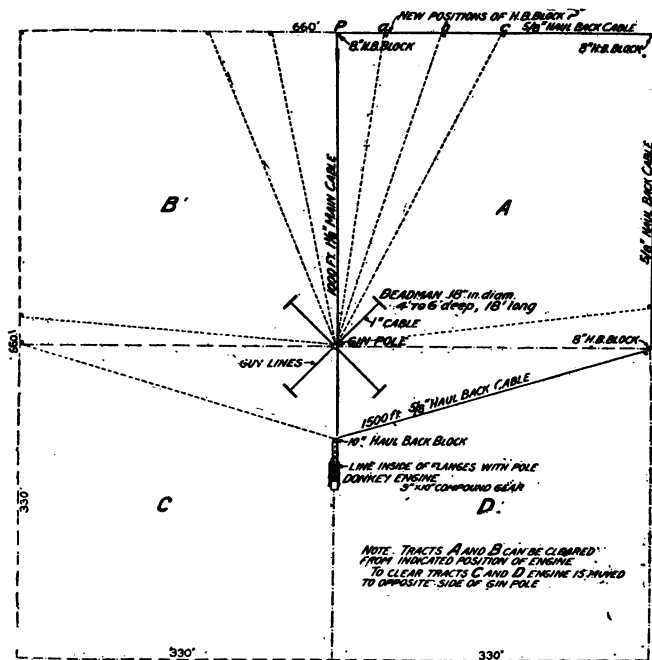 NEW POSITIONS OF H.B. BLOCK
660' P a b c 5/8" HAUL BACK CABLE
8" H.B. BLOCK
8" H.B. BLOCK
1000 FT. 1 1/8" MAIN CABLE
5/8" HAUL BACK CABLE
B'
A
DEADMAN 18" in. diam.
4' TO 6' deep, 18' long
1" CABLE
GIN POLE
660'
8" H.B. BLOCK
GUY LINES
1500 ft. 5/8" HAUL BACK CABLE
10" HAUL BACK BLOCK
LINE INSIDE OF FLANGES WITH POLE
DONKEY ENGINE
9" x 10" COMPOUND GEAR
330'
C
D.
NOTE. TRACTS A AND B CAN BE CLEARED
FROM INDICATED POSITION OF ENGINE
TO CLEAR TRACTS C AND D ENGINE IS MOVED
TO OPPOSITE SIDE OF GIN POLE
330'
330'